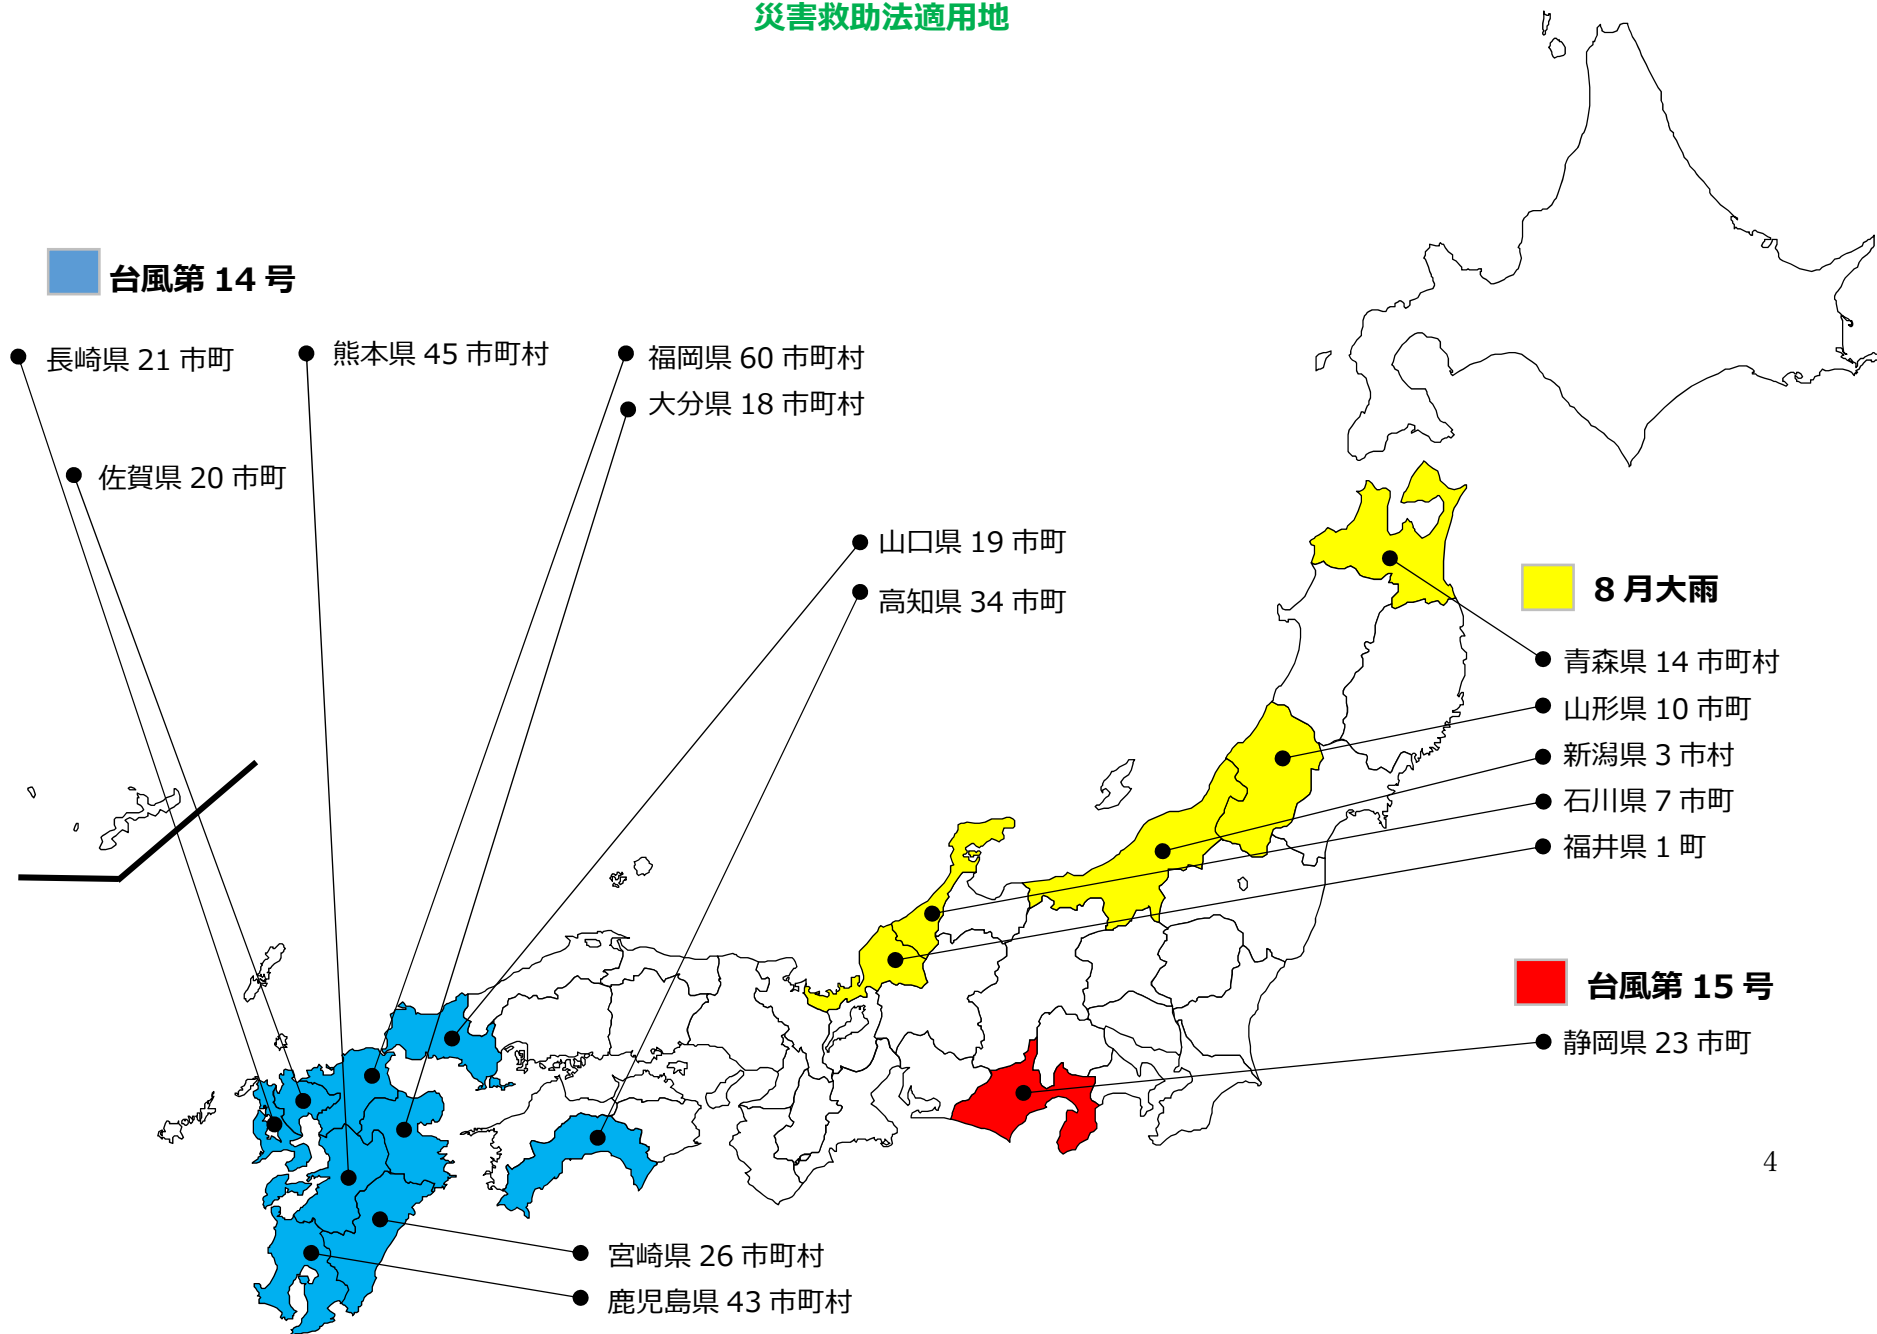 災害救助法適用地
台風第 14 号
長崎県 21 市町
熊本県 45 市町村
福岡県 60 市町村
大分県 18 市町村
佐賀県 20 市町
山口県 19 市町
高知県 34 市町
8 月大雨
青森県 14 市町村
山形県 10 市町
新潟県 3 市村
石川県 7 市町
福井県 1 町
台風第 15 号
静岡県 23 市町
宮崎県 26 市町村
鹿児島県 43 市町村
4